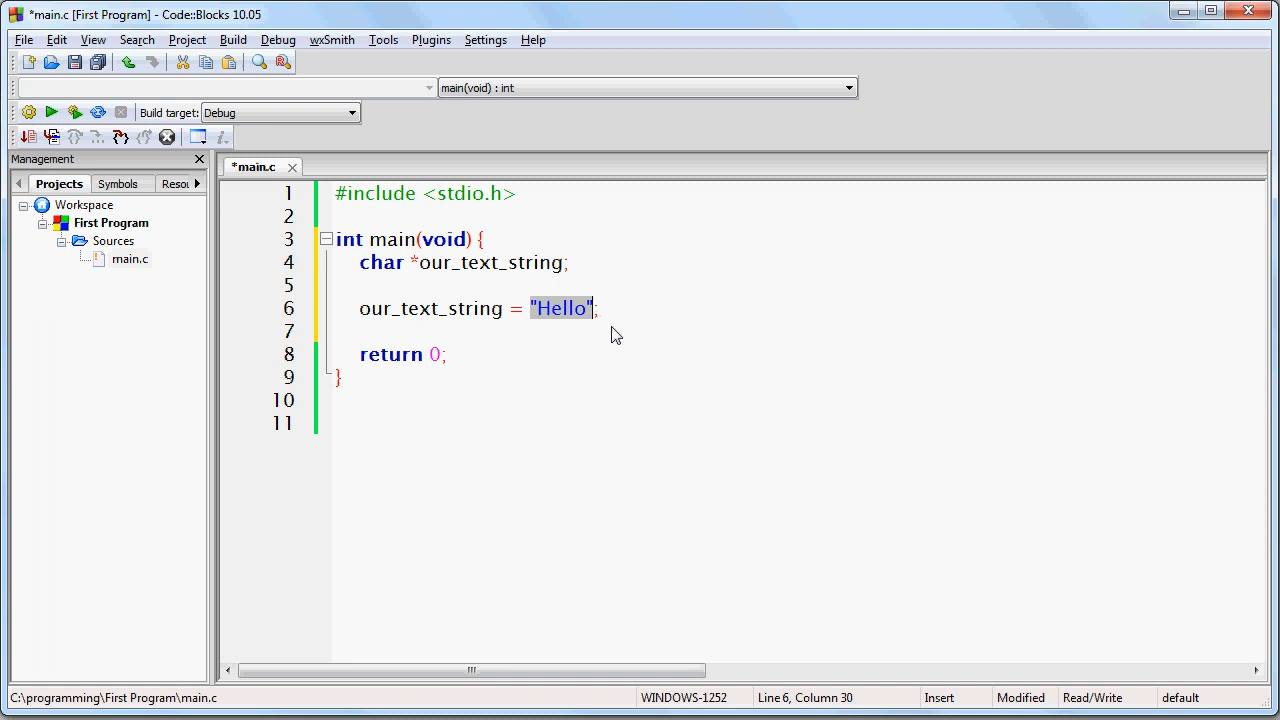 *main.c [First Program] - Code::Blocks 10.05
File Edit View Search Project Build Debug wxSmith Tools Plugins Settings Help
main(void) : int
Build target: Debug
Management
*main.c
Projects Symbols Resou
Workspace
First Program
Sources
main.c
1 #include <stdio.h>
2
3 int main(void) {
4 char *our_text_string;
5
6 our_text_string = "Hello";
7
8 return 0;
9 }
10
11
C:\programming\First Program\main.c WINDOWS-1252 Line 6, Column 30 Insert Modified Read/Write default